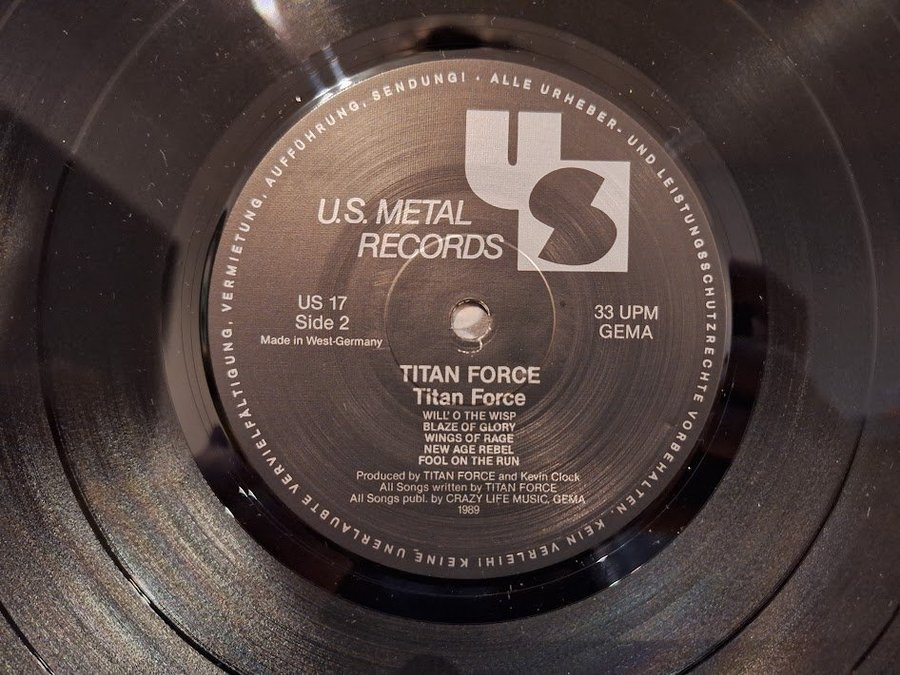 US
U.S. METAL
RECORDS
US 17
Side 2
Made in West-Germany
33 UPM
GEMA
TITAN FORCE
Titan Force
WILL' O THE WISP
BLAZE OF GLORY
WINGS OF RAGE
NEW AGE REBEL
FOOL ON THE RUN
Produced by TITAN FORCE and Kevin Clock
All Songs written by TITAN FORCE
All Songs publ. by CRAZY LIFE MUSIC, GEMA
1989
ALLE URHEBER- UND LEISTUNGSSCHUTZRECHTE VORBEHALTEN. KEIN VERLEIH! KEINE UNERLAUBTE VERVIELFÄLTIGUNG, VERMIETUNG, AUFFÜHRUNG, SENDUNG! ·